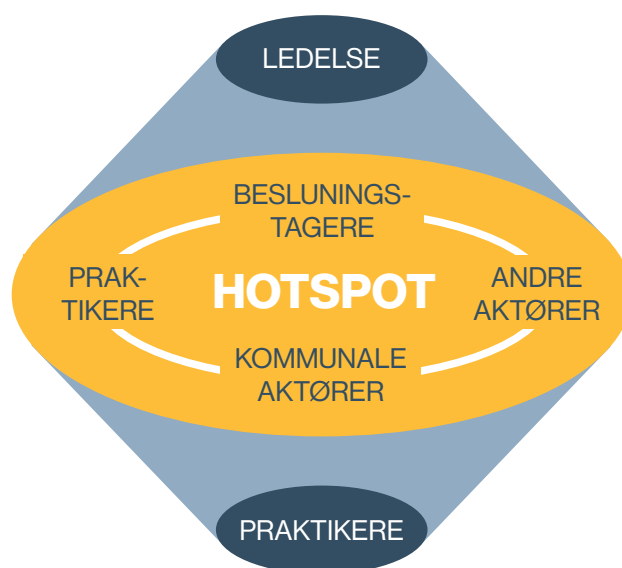 LEDELSE
BESLUNINGS-
TAGERE
PRAK-
TIKERE
HOTSPOT
ANDRE
AKTØRER
KOMMUNALE
AKTØRER
PRAKTIKERE